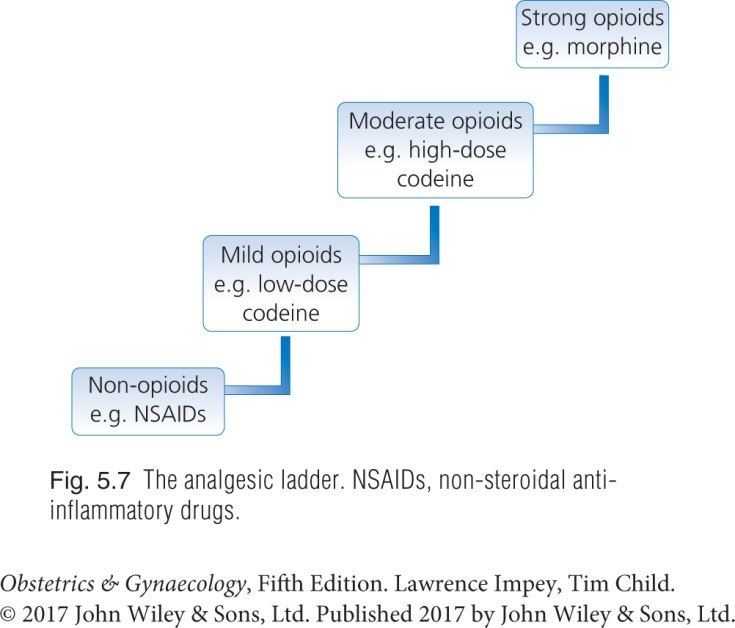 Strong opioids
e.g. morphine
Moderate opioids
e.g. high-dose
codeine
Mild opioids
e.g. low-dose
codeine
Non-opioids
e.g. NSAIDs
Fig. 5.7 The analgesic ladder. NSAIDs, non-steroidal anti-
inflammatory drugs.
Obstetrics & Gynaecology, Fifth Edition. Lawrence Impey, Tim Child.
© 2017 John Wiley & Sons, Ltd. Published 2017 by John Wiley & Sons, Ltd.